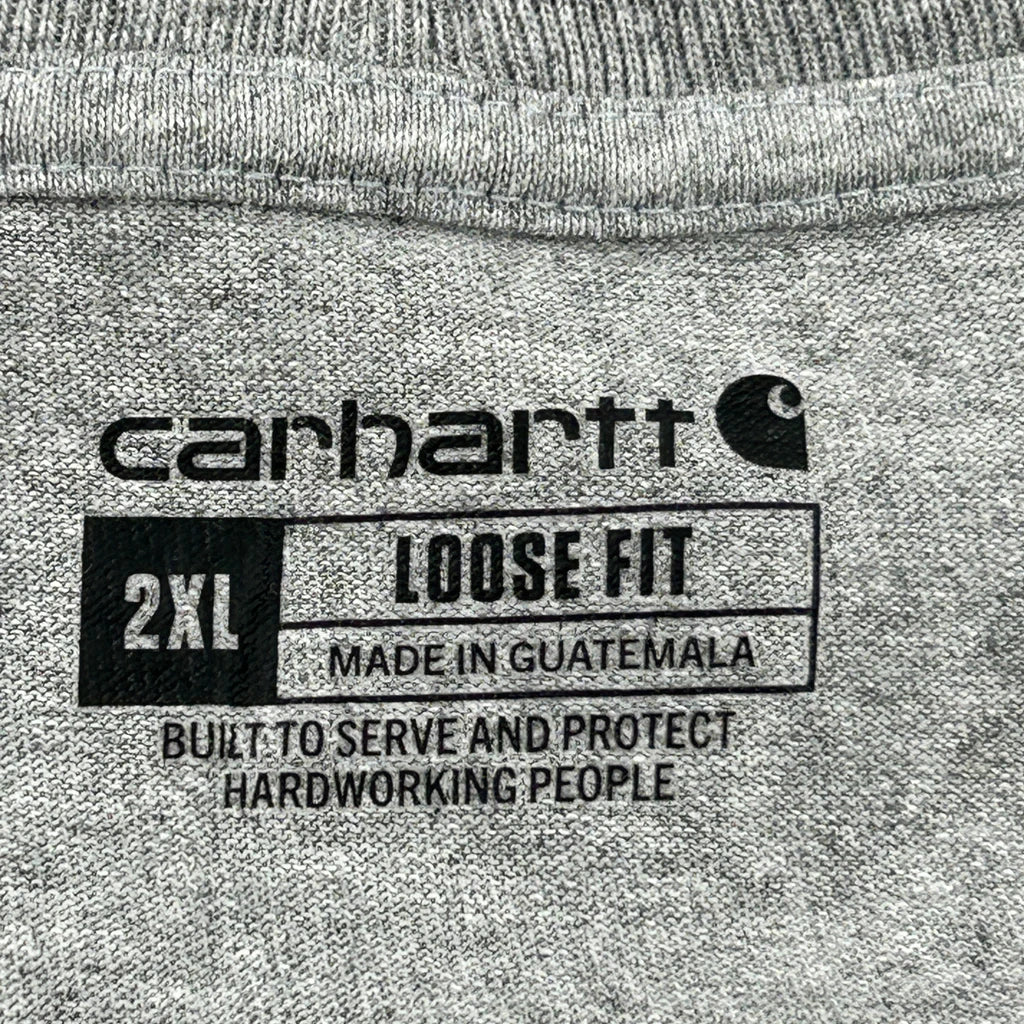 carhartt
2XL
LOOSE FIT
MADE IN GUATEMALA
BUILT TO SERVE AND PROTECT
HARDWORKING PEOPLE